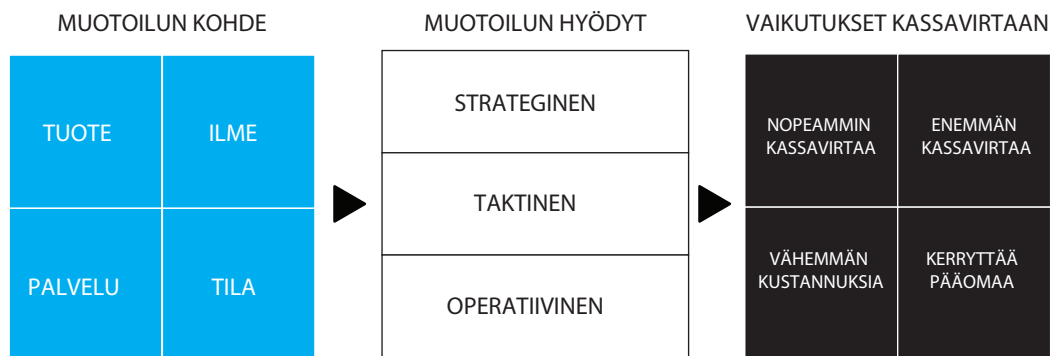 MUOTOILUN KOHDE
MUOTOILUN HYÖDYT
VAIKUTUKSET KASSAVIRTAAN
TUOTE
ILME
PALVELU
TILA
STRATEGINEN
TAKTINEN
OPERATIIVINEN
NOPEAMMIN
KASSAVIRTAA
ENEMMÄN
KASSAVIRTAA
VÄHEMMÄN
KUSTANNUKSIA
KERRYTTÄÄ
PÄÄOMAA